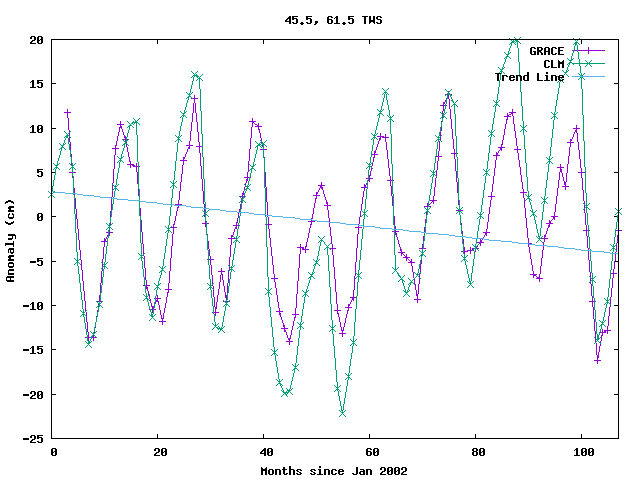 45.5, 61.5 TWS
GRACE
CLM
Trend Line
20
15
10
5
0
-5
-10
-15
-20
-25
Anomaly (cm)
0 20 40 60 80 100
Months since Jan 2002